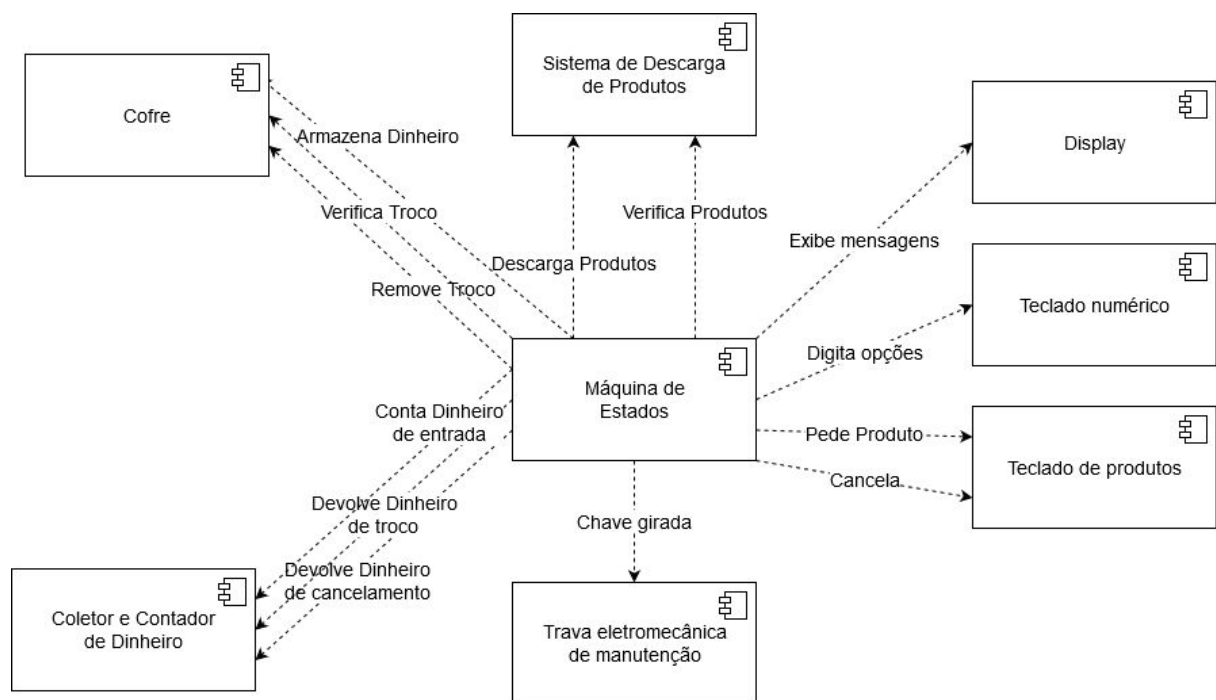 Sistema de Descarga
de Produtos
Cofre
Display
Armazena Dinheiro
Verifica Troco
Verifica Produtos
Exibe mensagens
Descarga Produtos
Remove Troco
Teclado numérico
Digita opções
Máquina de
Estados
Conta Dinheiro
de entrada
Pede Produto
Teclado de produtos
Cancela
Devolve Dinheiro
de troco
Chave girada
Devolve Dinheiro
de cancelamento
Coletor e Contador
de Dinheiro
Trava eletromecânica
de manutenção